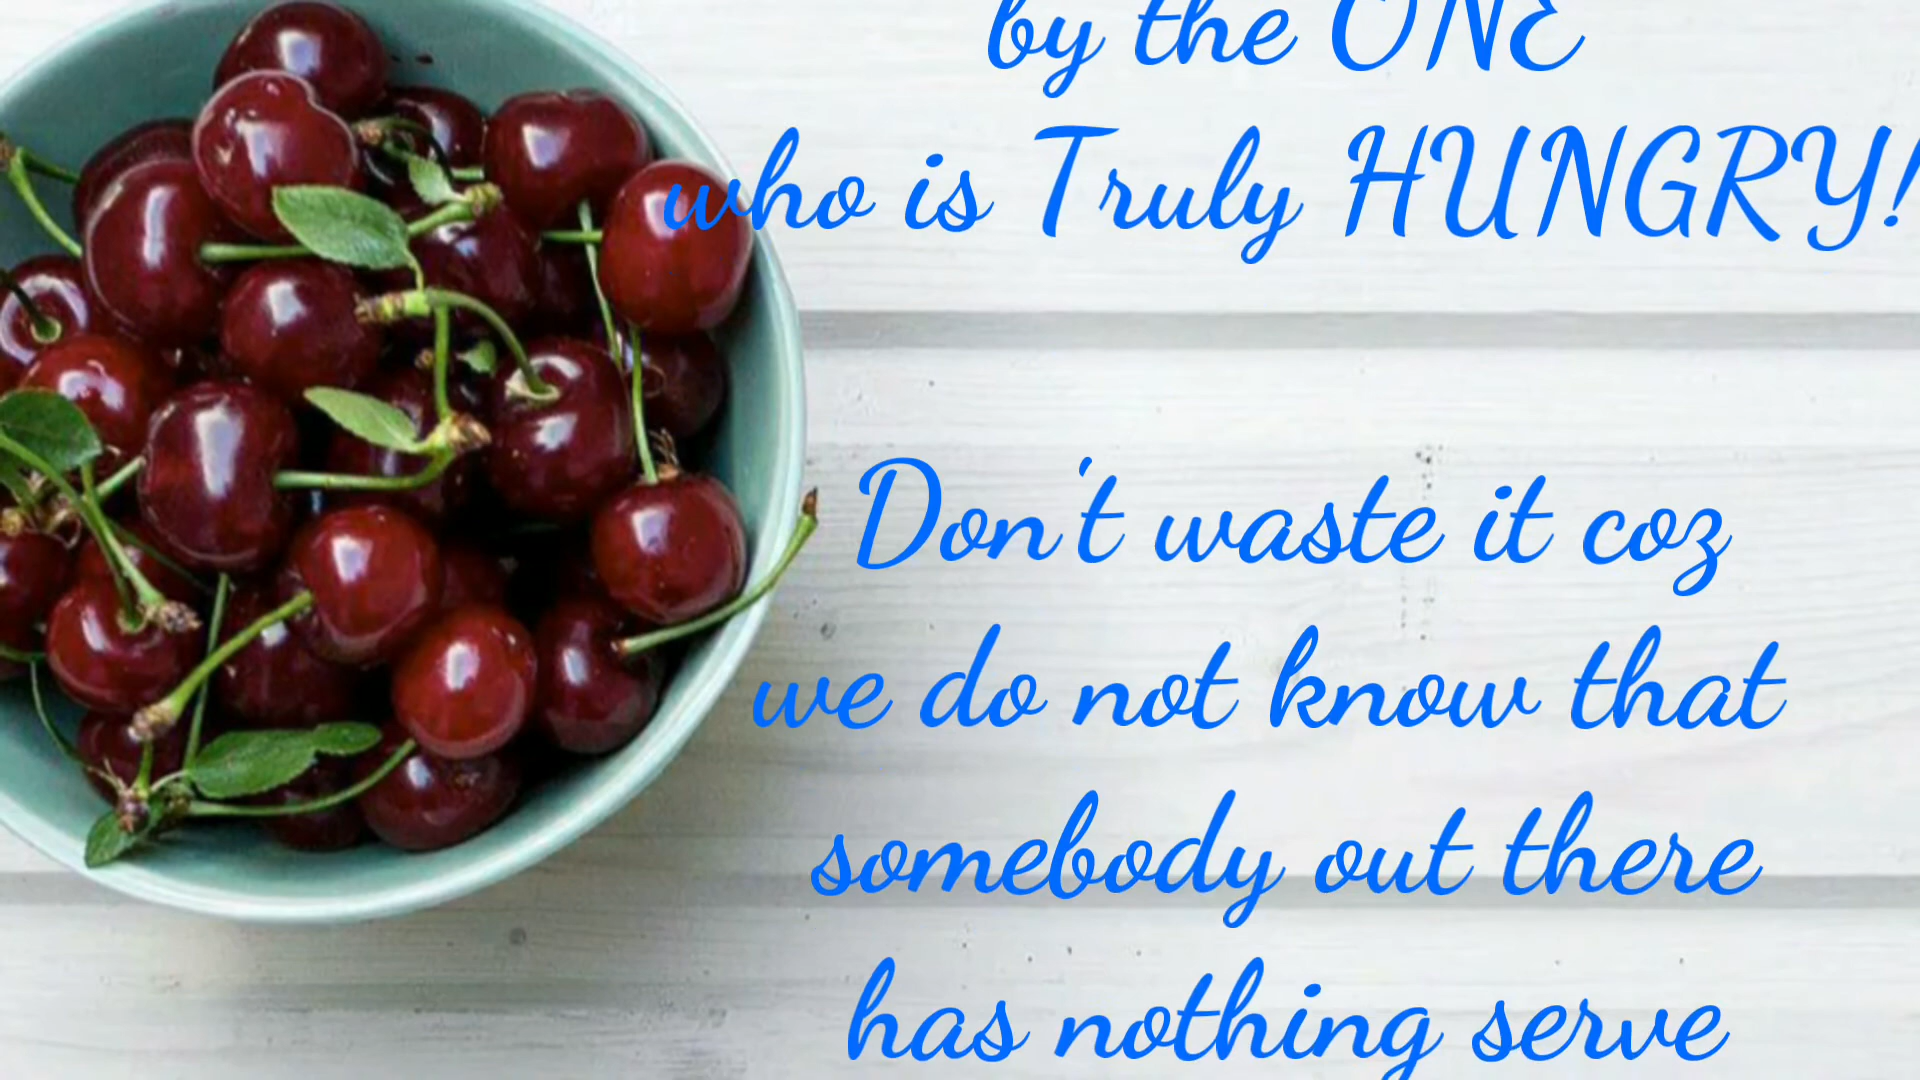 by the ONE
who is Truly HUNGRY!
Don't waste it coz
we do not know that
somebody out there
has nothing serve